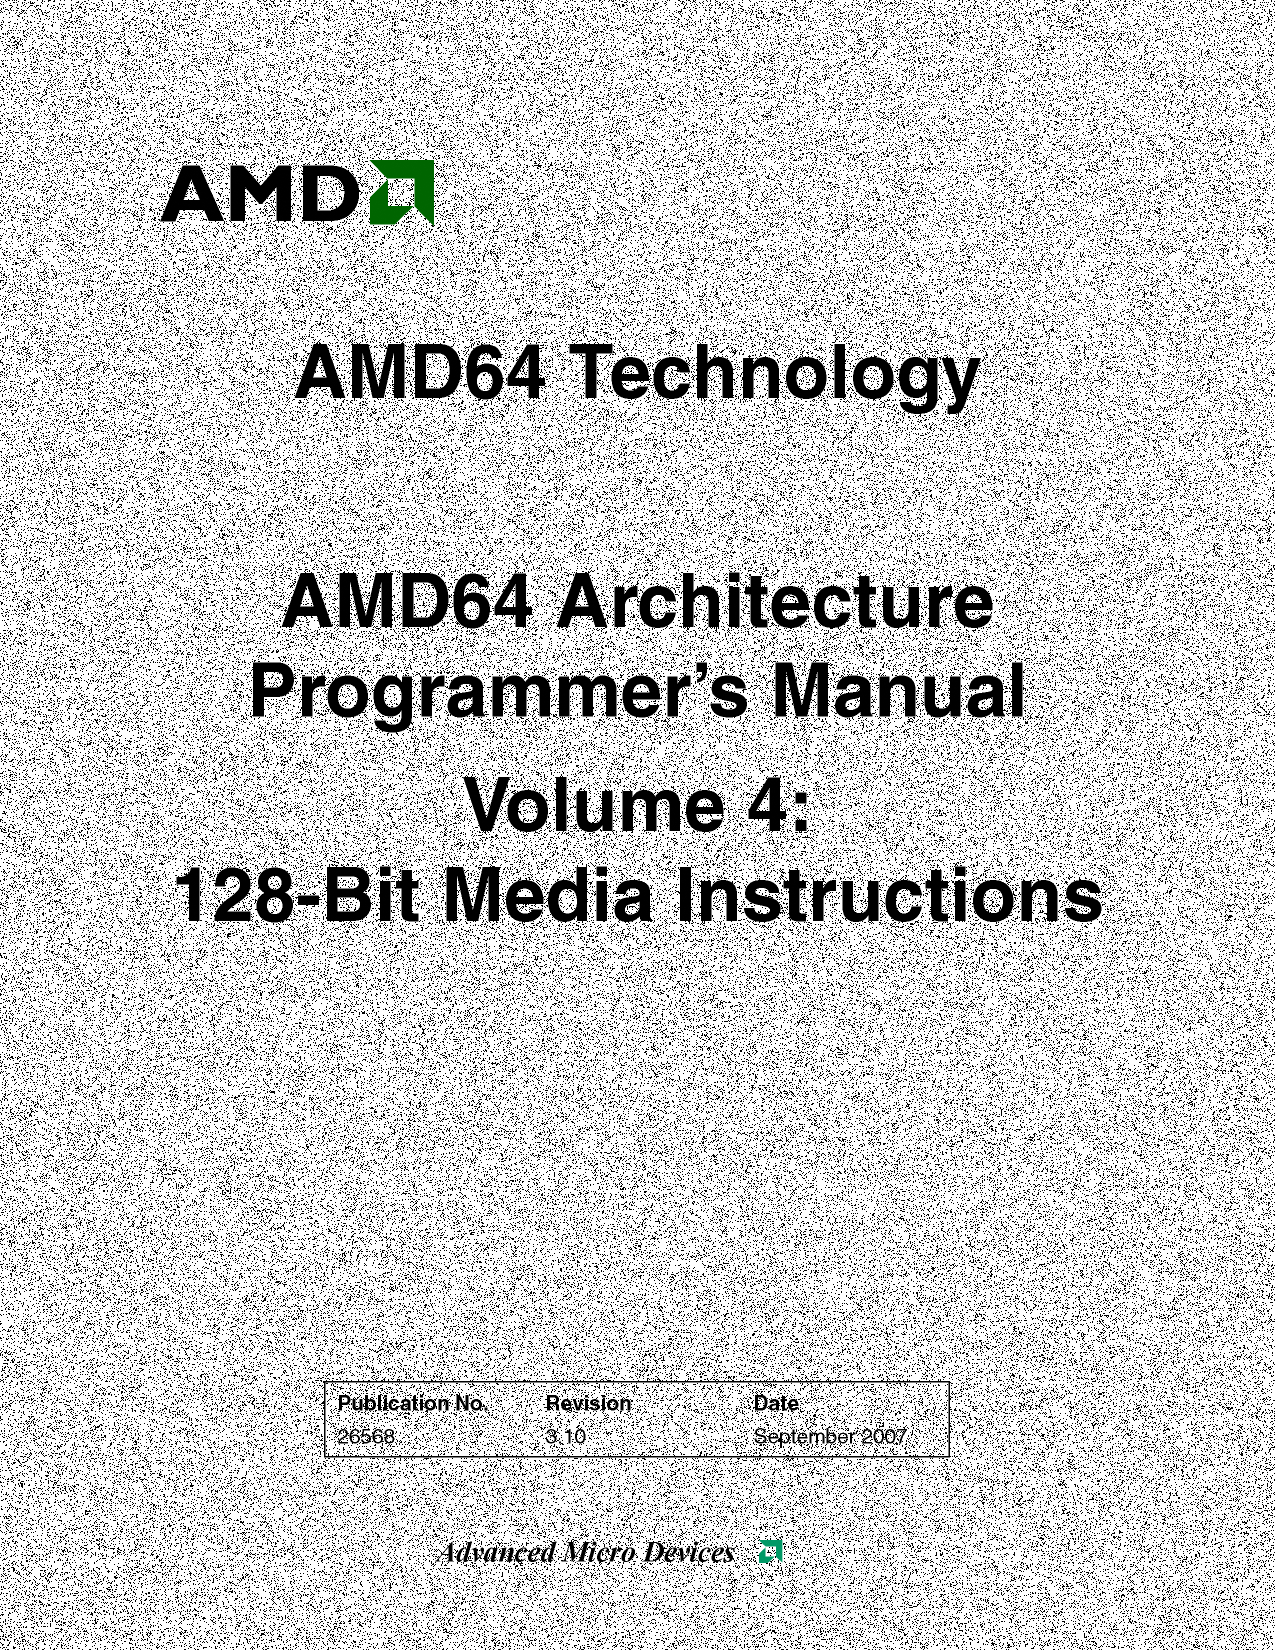 AMD
AMD64 Technology
AMD64 Architecture
Programmer’s Manual
Volume 4:
128-Bit Media Instructions
Publication No. Revision Date
26568 3.10 September 2007
Advanced Micro Devices